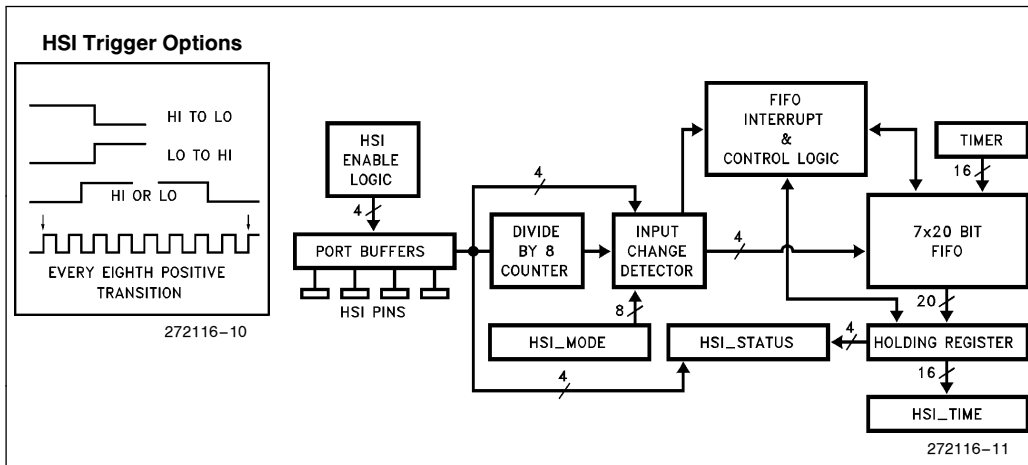 HSI Trigger Options
HI TO LO
LO TO HI
HI OR LO
EVERY EIGHTH POSITIVE
TRANSITION
272116-10
HSI
ENABLE
LOGIC
4
PORT BUFFERS
HSI PINS
4
DIVIDE
BY 8
COUNTER
INPUT
CHANGE
DETECTOR
8
HSI_MODE
4
4
FIFO
INTERRUPT
&
CONTROL LOGIC
TIMER
16
7x20 BIT
FIFO
20
HSI_STATUS
4
HOLDING REGISTER
16
HSI_TIME
272116-11